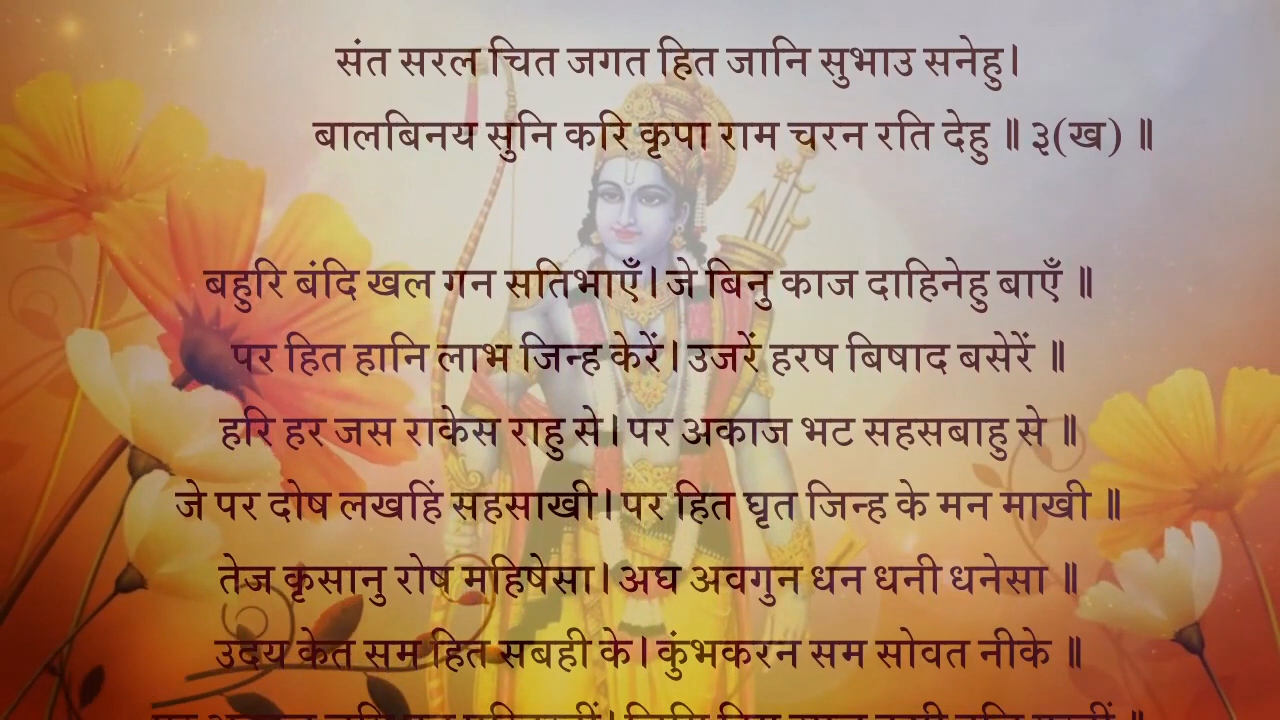 संत सरल चित जगत हित जानि सुभाउ सनेहु।
बालबिनय सुनि करि कृपा राम चरन रति देहु ॥ ३(ख) ॥
बहुरि बंदि खल गन सतिभाएँ। जे बिनु काज दाहिनेहु बाएँ ॥
पर हित हानि लाभ जिन्ह केरें। उजरें हरष बिषाद बसेरें ॥
हरि हर जस राकेस राहु से। पर अकाज भट सहसबाहु से ॥
जे पर दोष लखहिं सहसाखी। पर हित घृत जिन्ह के मन माखी ॥
तेज कृसानु रोष महिषेसा। अघ अवगुन धन धनी धनेसा ॥
उदय केत सम हित सबही के। कुंभकरन सम सोवत नीके ॥